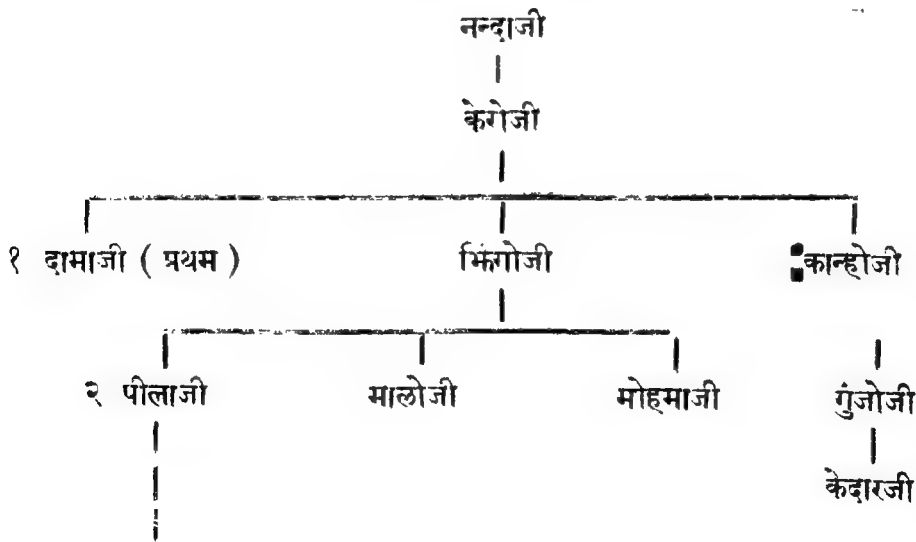 नन्दाजी
केरोजी
१ दामाजी ( प्रथम ) झिंगोजी कान्होजी
२ पीलाजी मालोजी मोहमाजी गुंजोजी
केदारजी